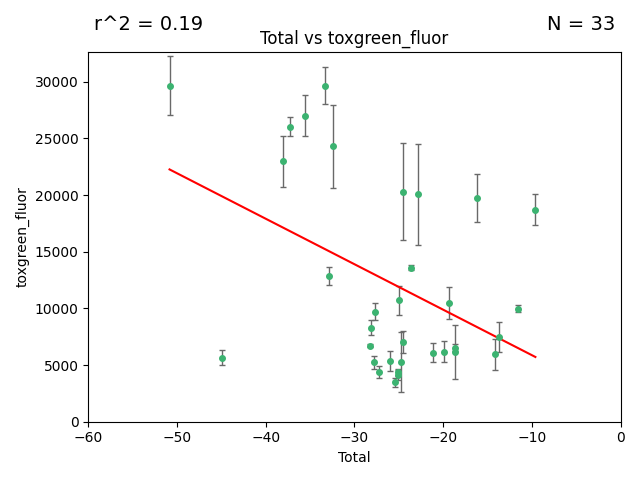 r^2 = 0.19
N = 33
Total vs toxgreen_fluor
30000
25000
20000
15000
10000
5000
0
toxgreen_fluor
−60
−50
−40
−30
−20
−10
0
Total